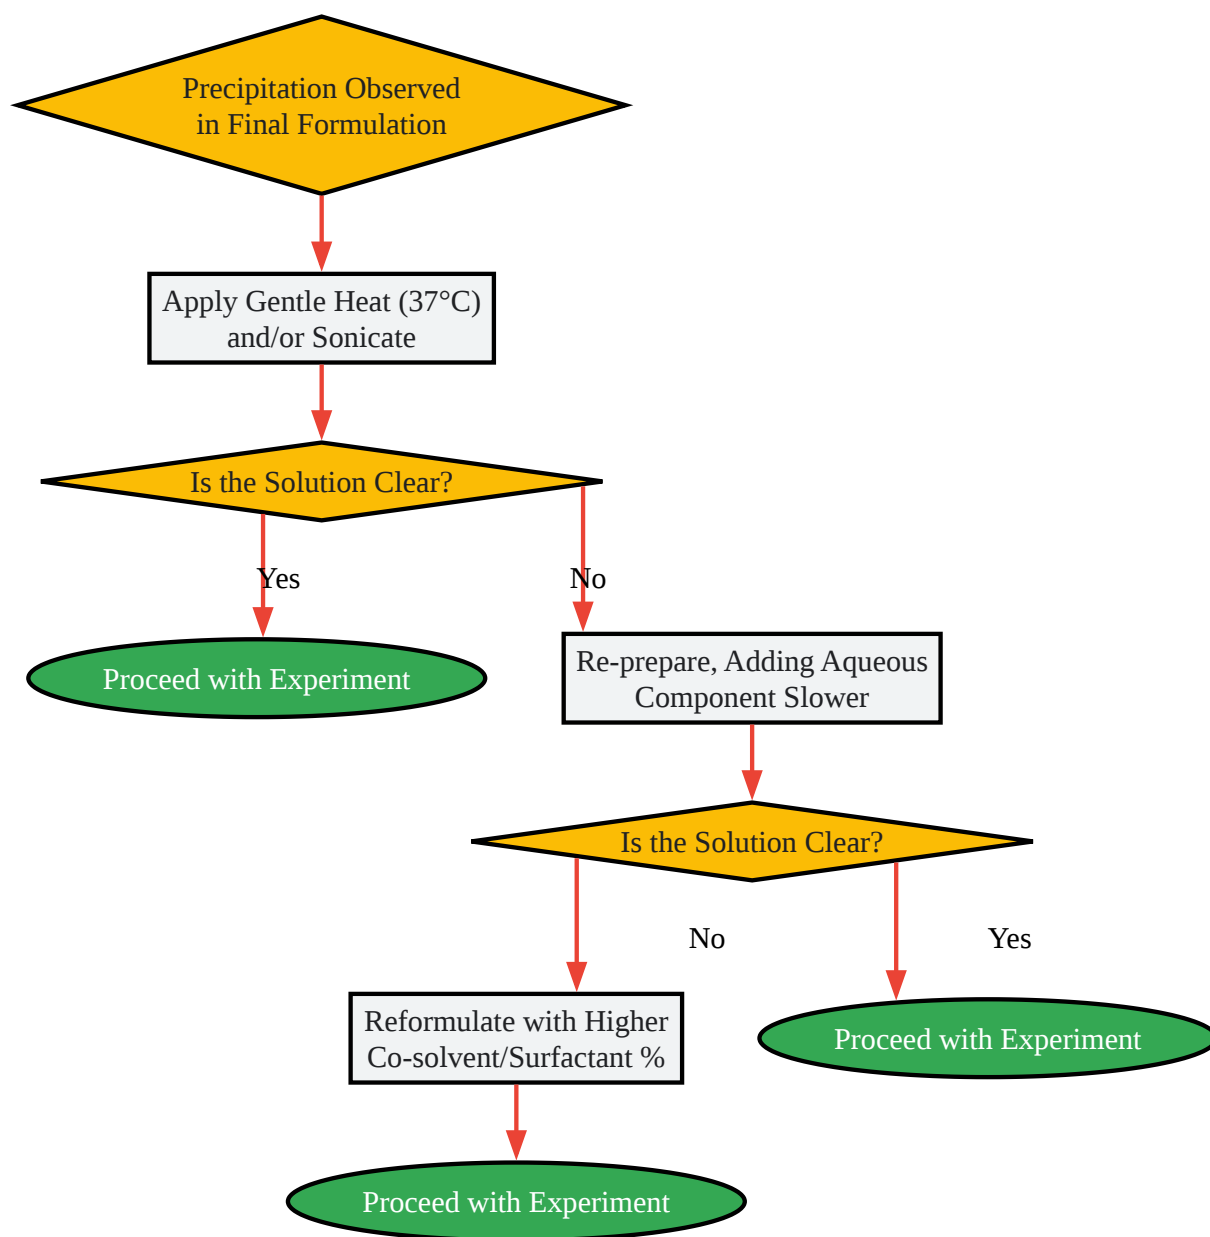 Precipitation Observed
in Final Formulation
Apply Gentle Heat (37°C)
and/or Sonicate
Is the Solution Clear?
Yes
No
Proceed with Experiment
Re-prepare, Adding Aqueous
Component Slower
Is the Solution Clear?
No
Yes
Reformulate with Higher
Co-solvent/Surfactant %
Proceed with Experiment
Proceed with Experiment